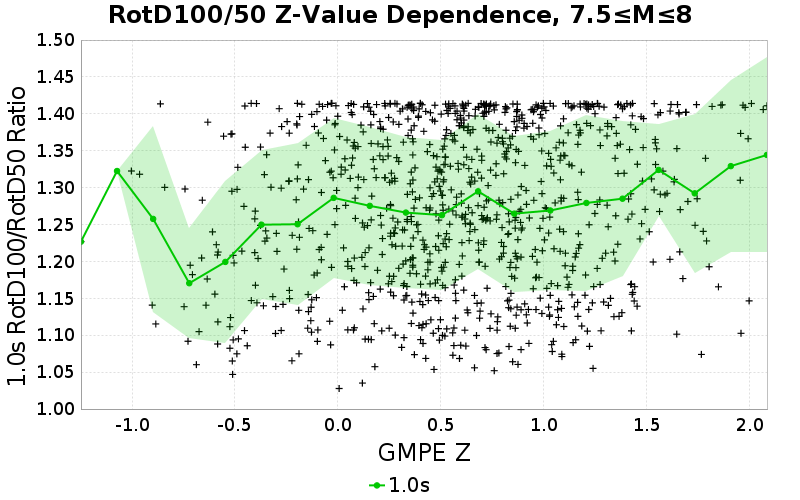 RotD100/50 Z-Value Dependence, 7.5≤M≤8
1.0s RotD100/RotD50 Ratio
1.50
1.45
1.40
1.35
1.30
1.25
1.20
1.15
1.10
1.05
1.00
-1.0 -0.5 0.0 0.5 1.0 1.5 2.0
GMPE Z
1.0s